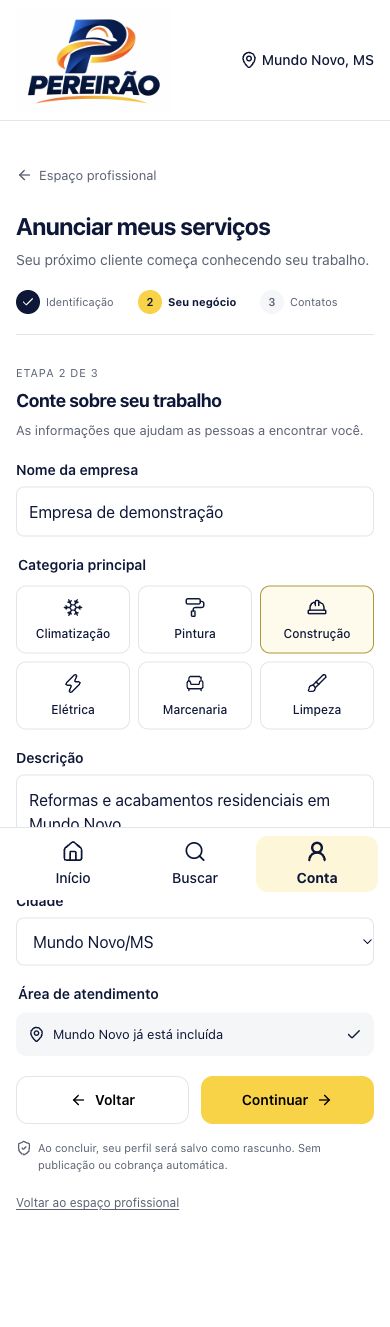 PEREIRÃO
Mundo Novo, MS
Espaço profissional
Anunciar meus serviços
Seu próximo cliente começa conhecendo seu trabalho.
Identificação
2 Seu negócio
3 Contatos
ETAPA 2 DE 3
Conte sobre seu trabalho
As informações que ajudam as pessoas a encontrar você.
Nome da empresa
Empresa de demonstração
Categoria principal
Climatização
Pintura
Construção
Elétrica
Marcenaria
Limpeza
Descrição
Reformas e acabamentos residenciais em
Mundo Novo
Início
Buscar
Conta
Cidade
Mundo Novo/MS
Área de atendimento
Mundo Novo já está incluída
Voltar
Continuar
Ao concluir, seu perfil será salvo como rascunho. Sem
publicação ou cobrança automática.
Voltar ao espaço profissional